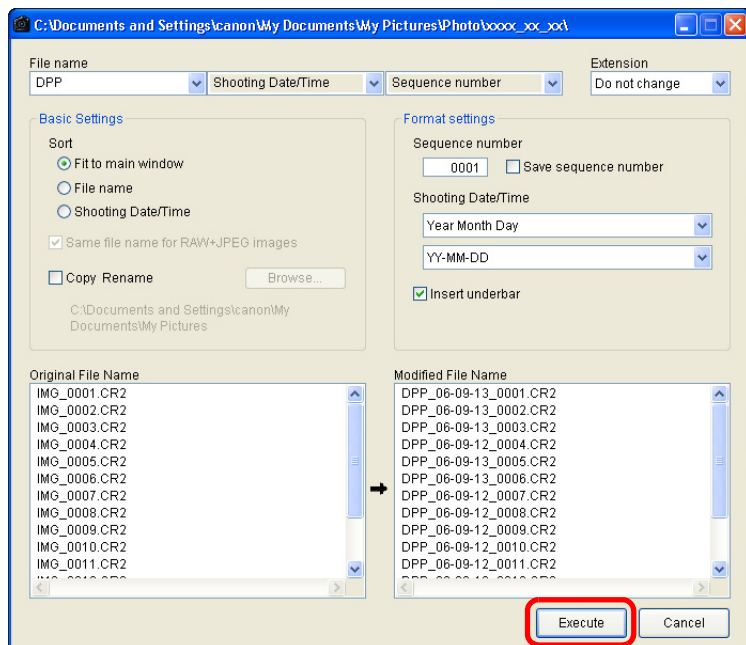 C:\Documents and Settings\canon\My Documents\My Pictures\Photo\xxxx_xx_xx\
File name Extension
DPP Shooting Date/Time Sequence number Do not change
Basic Settings
Sort
Fit to main window
File name
Shooting Date/Time
Same file name for RAW+JPEG images
Copy Rename Browse...
C:\Documents and Settings\canon\My
Documents\My Pictures
Format settings
Sequence number
0001 Save sequence number
Shooting Date/Time
Year Month Day
YY-MM-DD
Insert underbar
Original File Name
IMG_0001.CR2
IMG_0002.CR2
IMG_0003.CR2
IMG_0004.CR2
IMG_0005.CR2
IMG_0006.CR2
IMG_0007.CR2
IMG_0008.CR2
IMG_0009.CR2
IMG_0010.CR2
IMG_0011.CR2
Modified File Name
DPP_06-09-13_0001.CR2
DPP_06-09-13_0002.CR2
DPP_06-09-13_0003.CR2
DPP_06-09-12_0004.CR2
DPP_06-09-13_0005.CR2
DPP_06-09-13_0006.CR2
DPP_06-09-12_0007.CR2
DPP_06-09-12_0008.CR2
DPP_06-09-12_0009.CR2
DPP_06-09-12_0010.CR2
DPP_06-09-12_0011.CR2
Execute Cancel